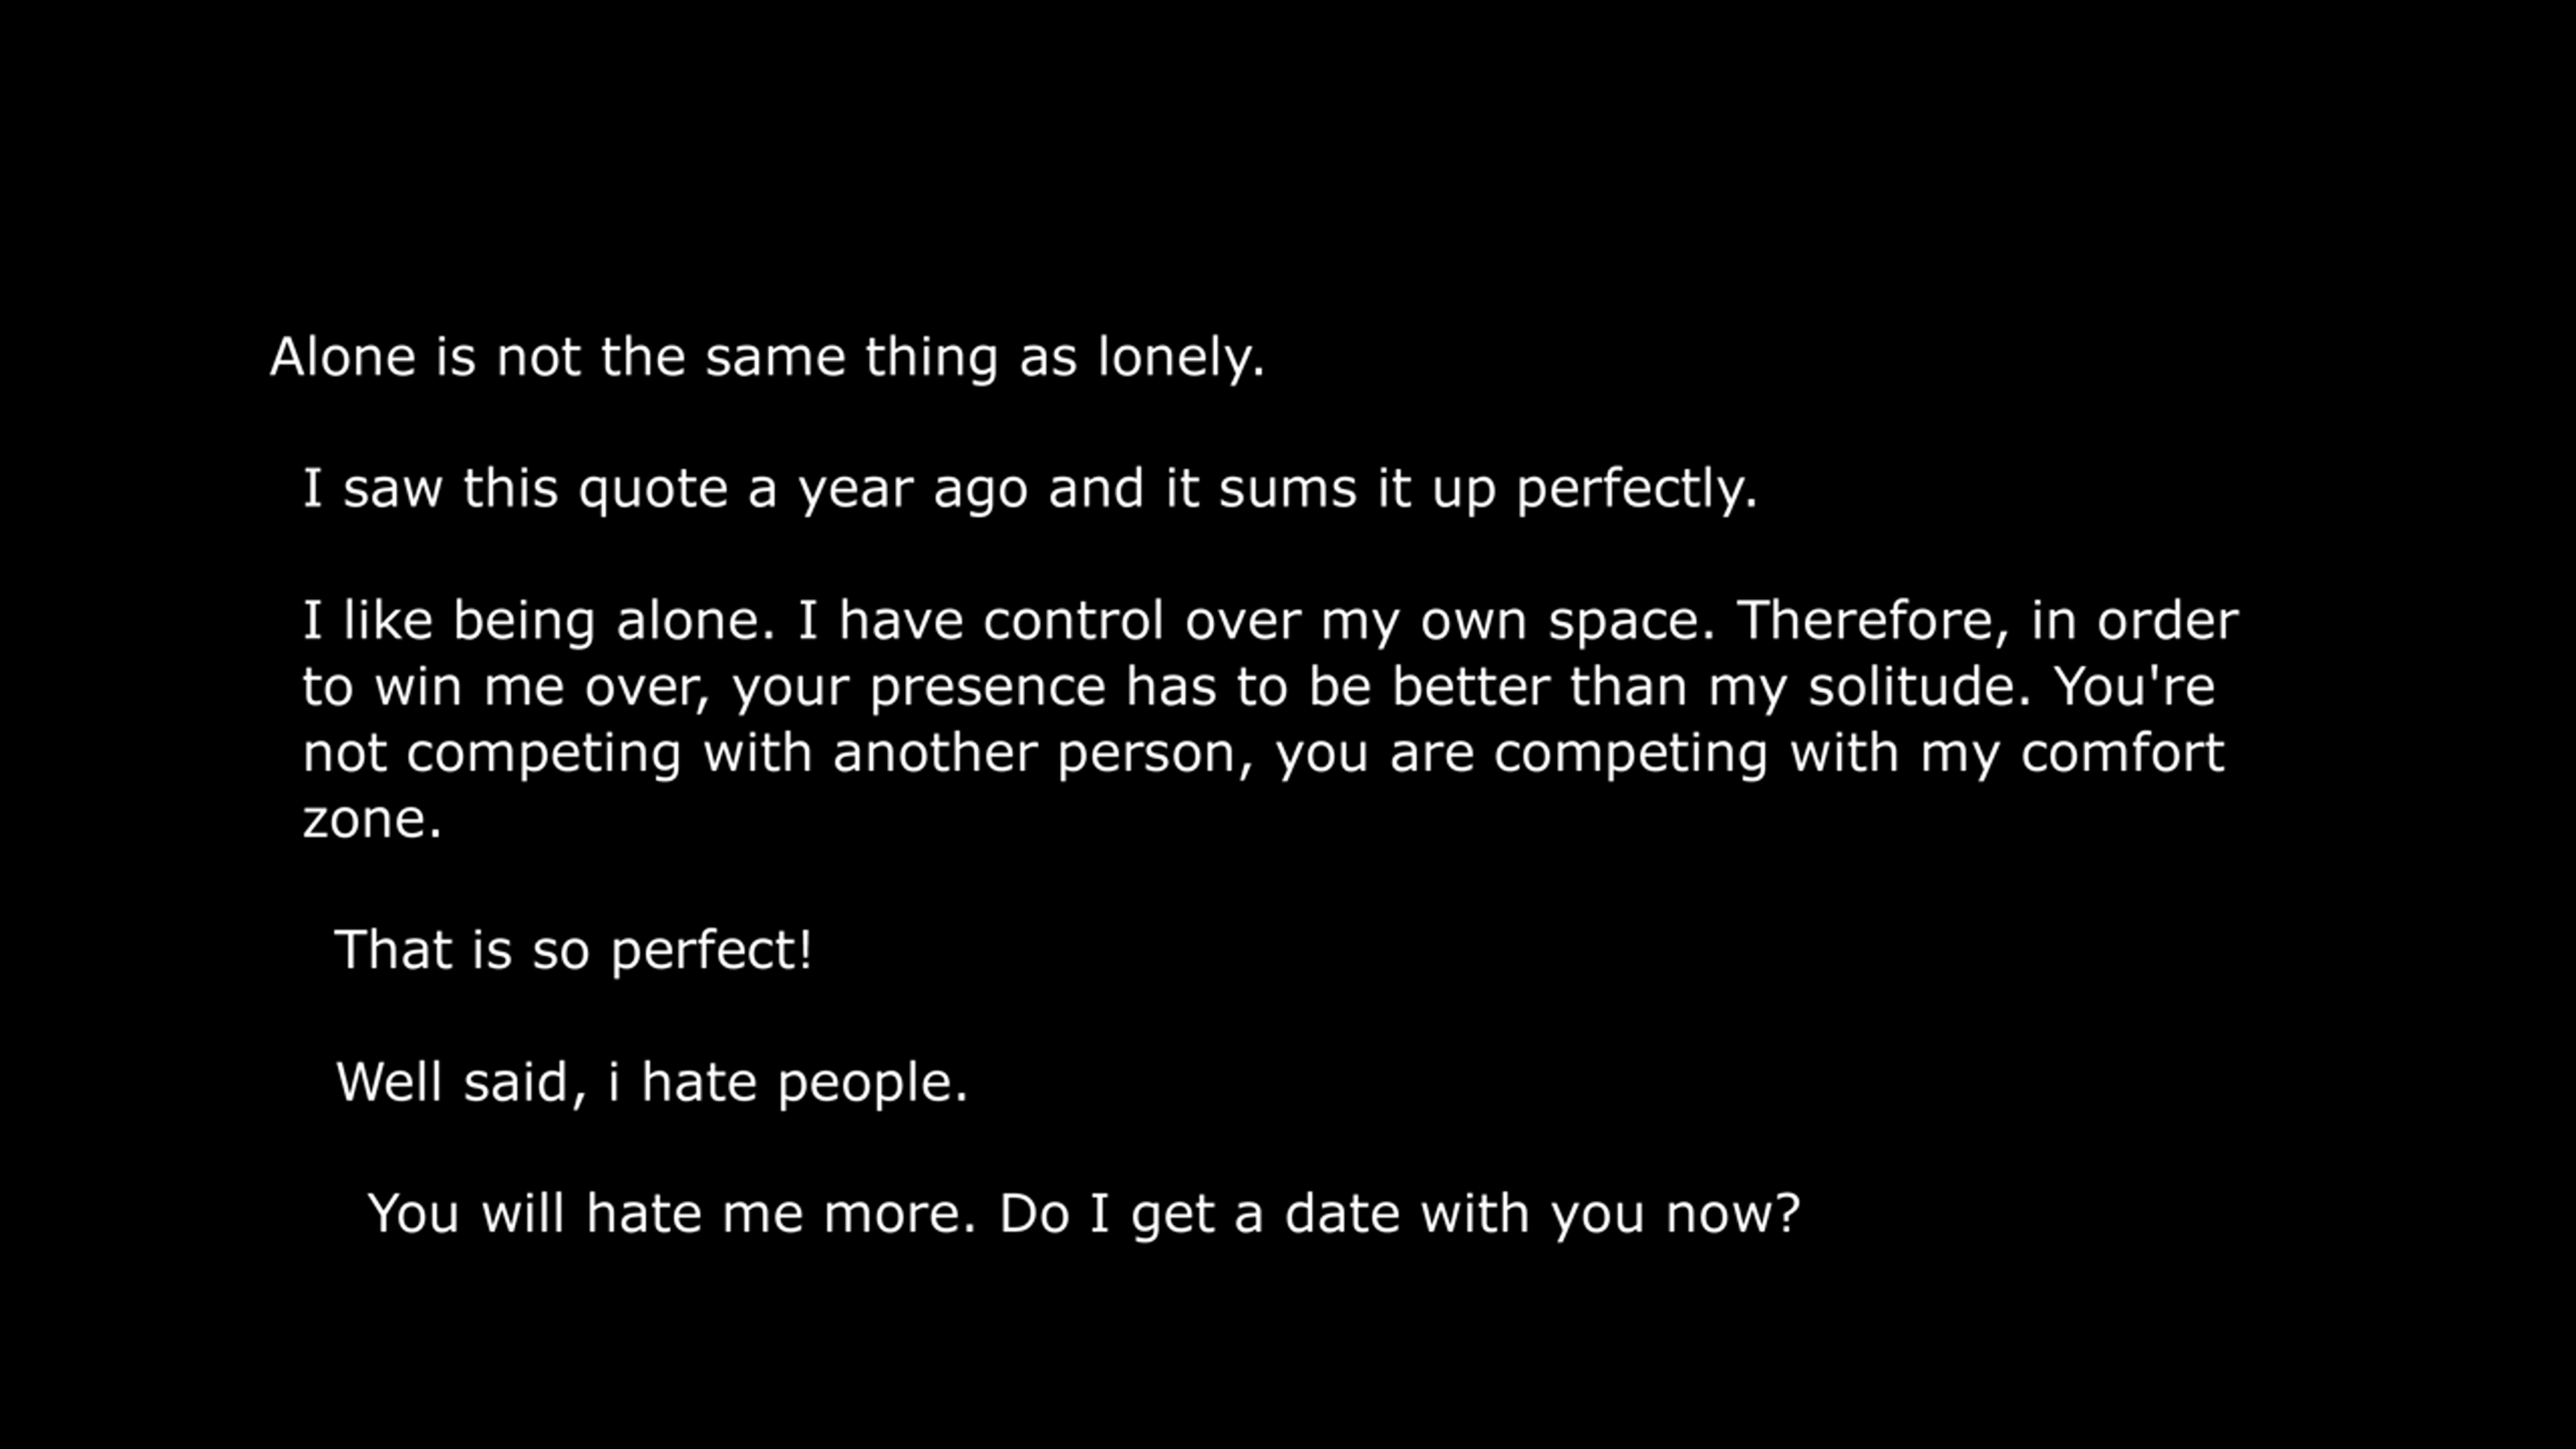 Alone is not the same thing as lonely.
I saw this quote a year ago and it sums it up perfectly.
I like being alone. I have control over my own space. Therefore, in order
to win me over, your presence has to be better than my solitude. You're
not competing with another person, you are competing with my comfort
zone.
That is so perfect!
Well said, i hate people.
You will hate me more. Do I get a date with you now?